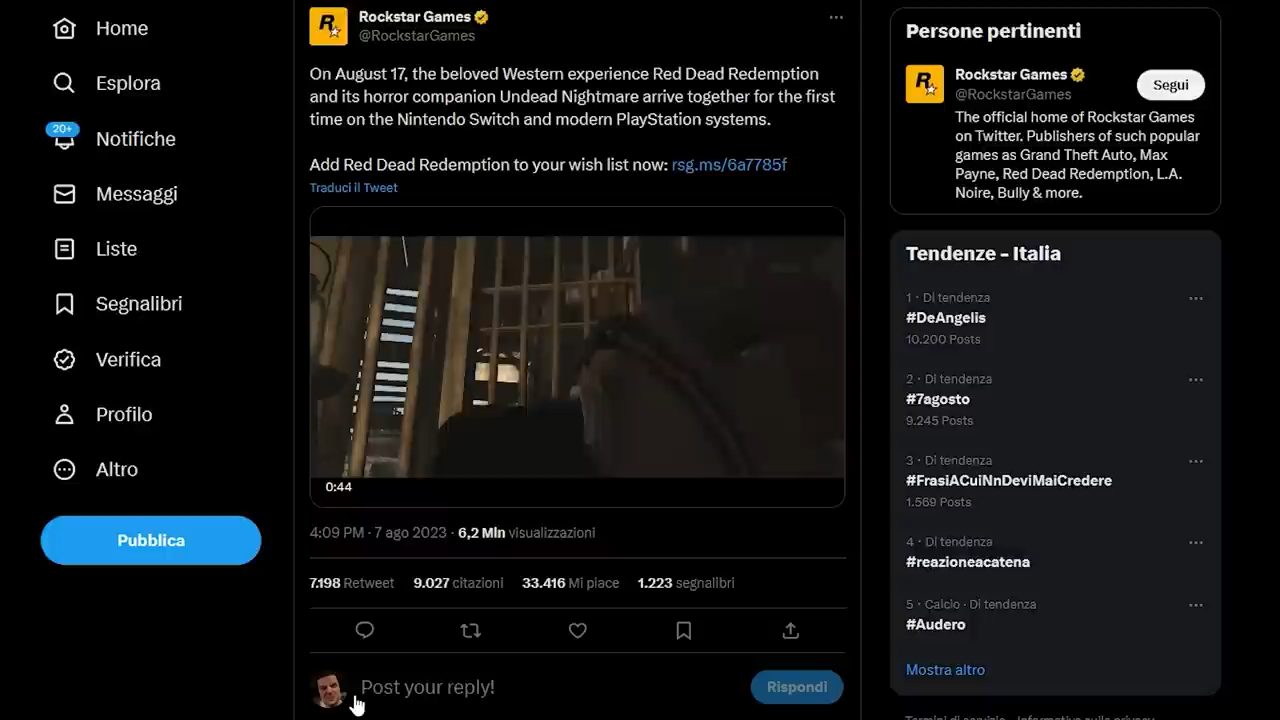 Home
Esplora
20+
Notifiche
Messaggi
Liste
Segnalibri
Verifica
Profilo
Altro
Pubblica
Rockstar Games
@RockstarGames
On August 17, the beloved Western experience Red Dead Redemption
and its horror companion Undead Nightmare arrive together for the first
time on the Nintendo Switch and modern PlayStation systems.
Add Red Dead Redemption to your wish list now: rsg.ms/6a7785f
Traduci il Tweet
0:44
4:09 PM · 7 ago 2023 · 6,2 Mln visualizzazioni
7.198 Retweet 9.027 citazioni 33.416 Mi piace 1.223 segnalibri
Post your reply!
Rispondi
Persone pertinenti
Rockstar Games
@RockstarGames
Segui
The official home of Rockstar Games
on Twitter. Publishers of such popular
games as Grand Theft Auto, Max
Payne, Red Dead Redemption, L.A.
Noire, Bully & more.
Tendenze - Italia
1 · Di tendenza
#DeAngelis
10.200 Posts
2 · Di tendenza
#7agosto
9.245 Posts
3 · Di tendenza
#FrasiACuiNnDeviMaiCredere
1.569 Posts
4 · Di tendenza
#reazioneacatena
5 · Calcio · Di tendenza
#Audero
Mostra altro